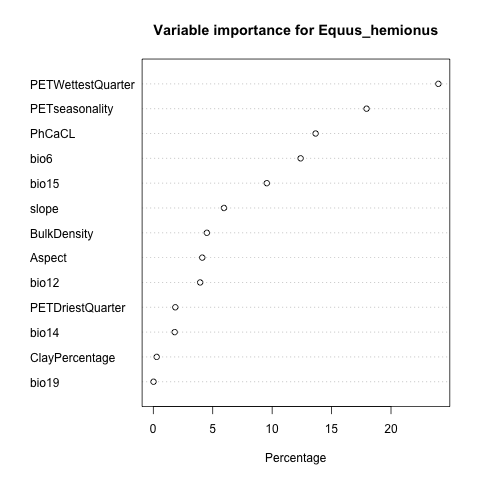 Variable importance for Equus_hemionus
PETWettestQuarter
PETseasonality
PhCaCL
bio6
bio15
slope
BulkDensity
Aspect
bio12
PETDriestQuarter
bio14
ClayPercentage
bio19
0 5 10 15 20
Percentage